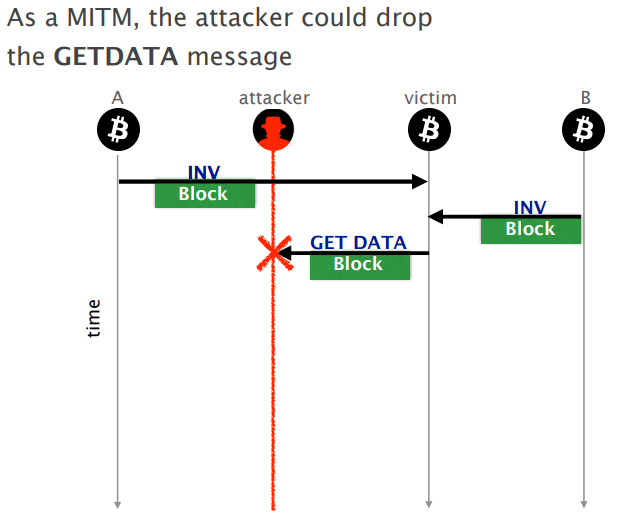 As a MITM, the attacker could drop
the GETDATA message
A
attacker
victim
B
INV
Block
INV
Block
GET DATA
Block
time